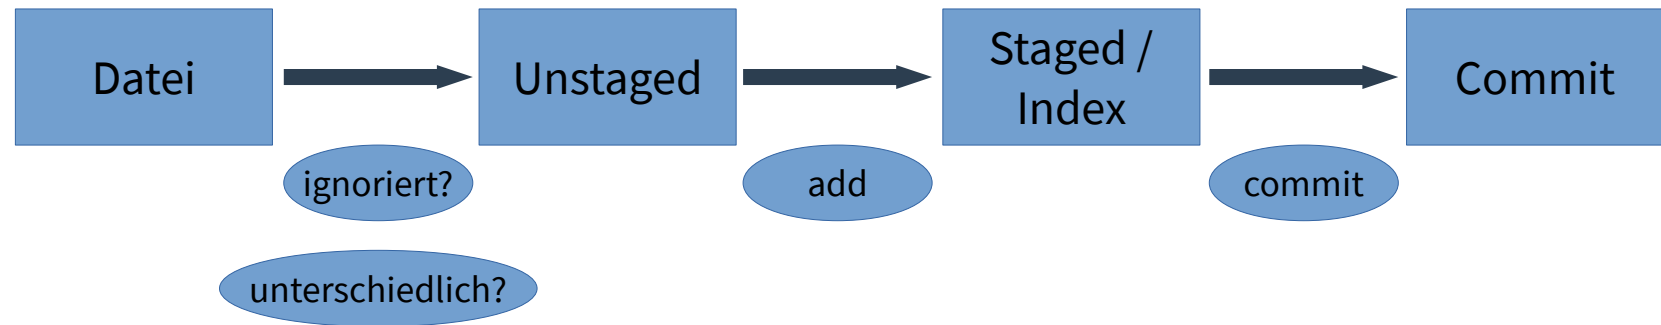 Datei
Unstaged
Staged /
Index
Commit
ignoriert?
add
commit
unterschiedlich?